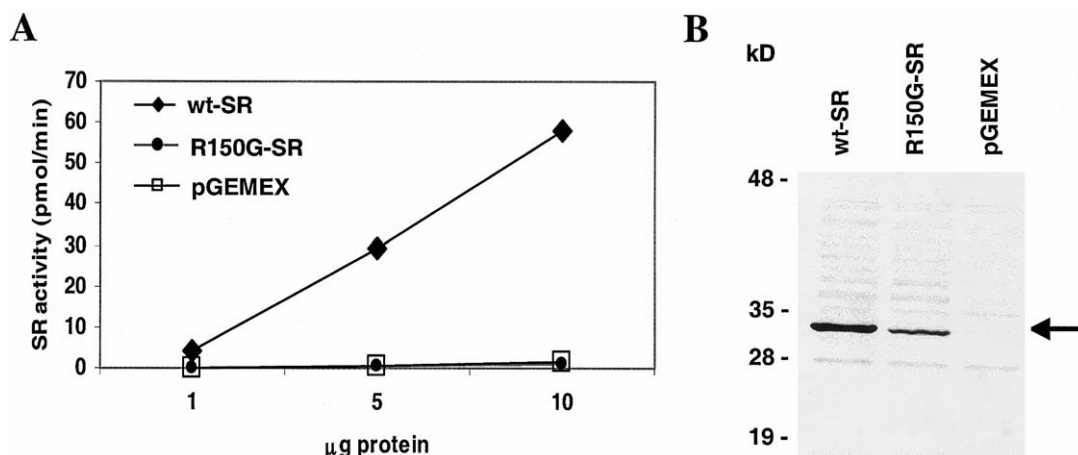 A
SR activity (pmol/min)
70
60
50
40
30
20
10
0
wt-SR
R150G-SR
pGEMEX
1
5
10
μg protein
B
kD
wt-SR
R150G-SR
pGEMEX
48 -
35 -
28 -
19 -